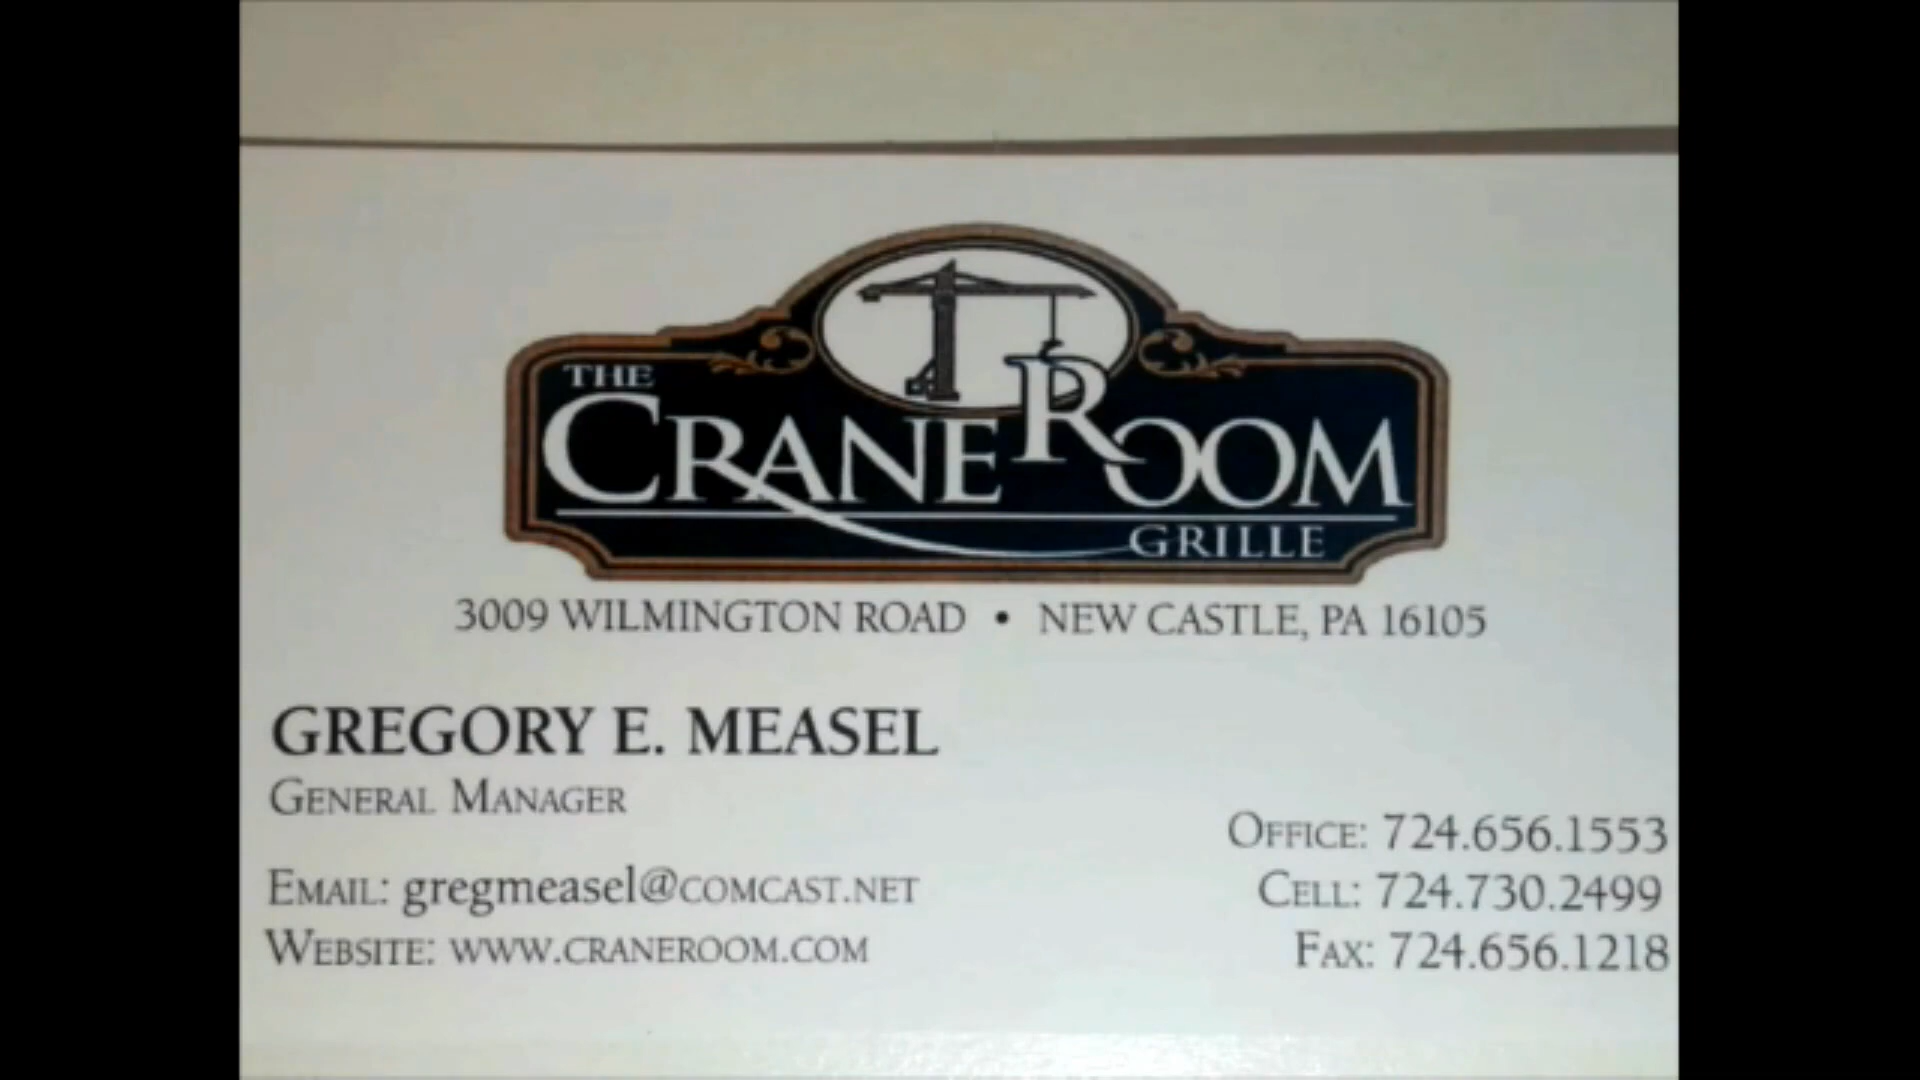 THE
CRANE ROOM
GRILLE
3009 WILMINGTON ROAD • NEW CASTLE, PA 16105
GREGORY E. MEASEL
GENERAL MANAGER
OFFICE: 724.656.1553
EMAIL: gregmeasel@COMCAST.NET
CELL: 724.730.2499
WEBSITE: WWW.CRANEROOM.COM
FAX: 724.656.1218